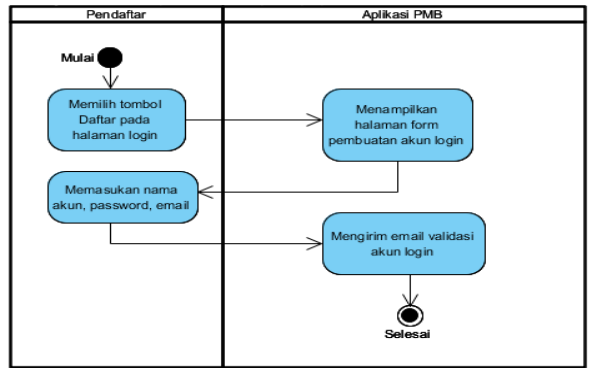 Pendaftar
Aplikasi PMB
Mulai
Memilih tombol
Daftar pada
halaman login
Menampilkan
halaman form
pembuatan akun login
Memasukan nama
akun, password, email
Mengirim email validasi
akun login
Selesai